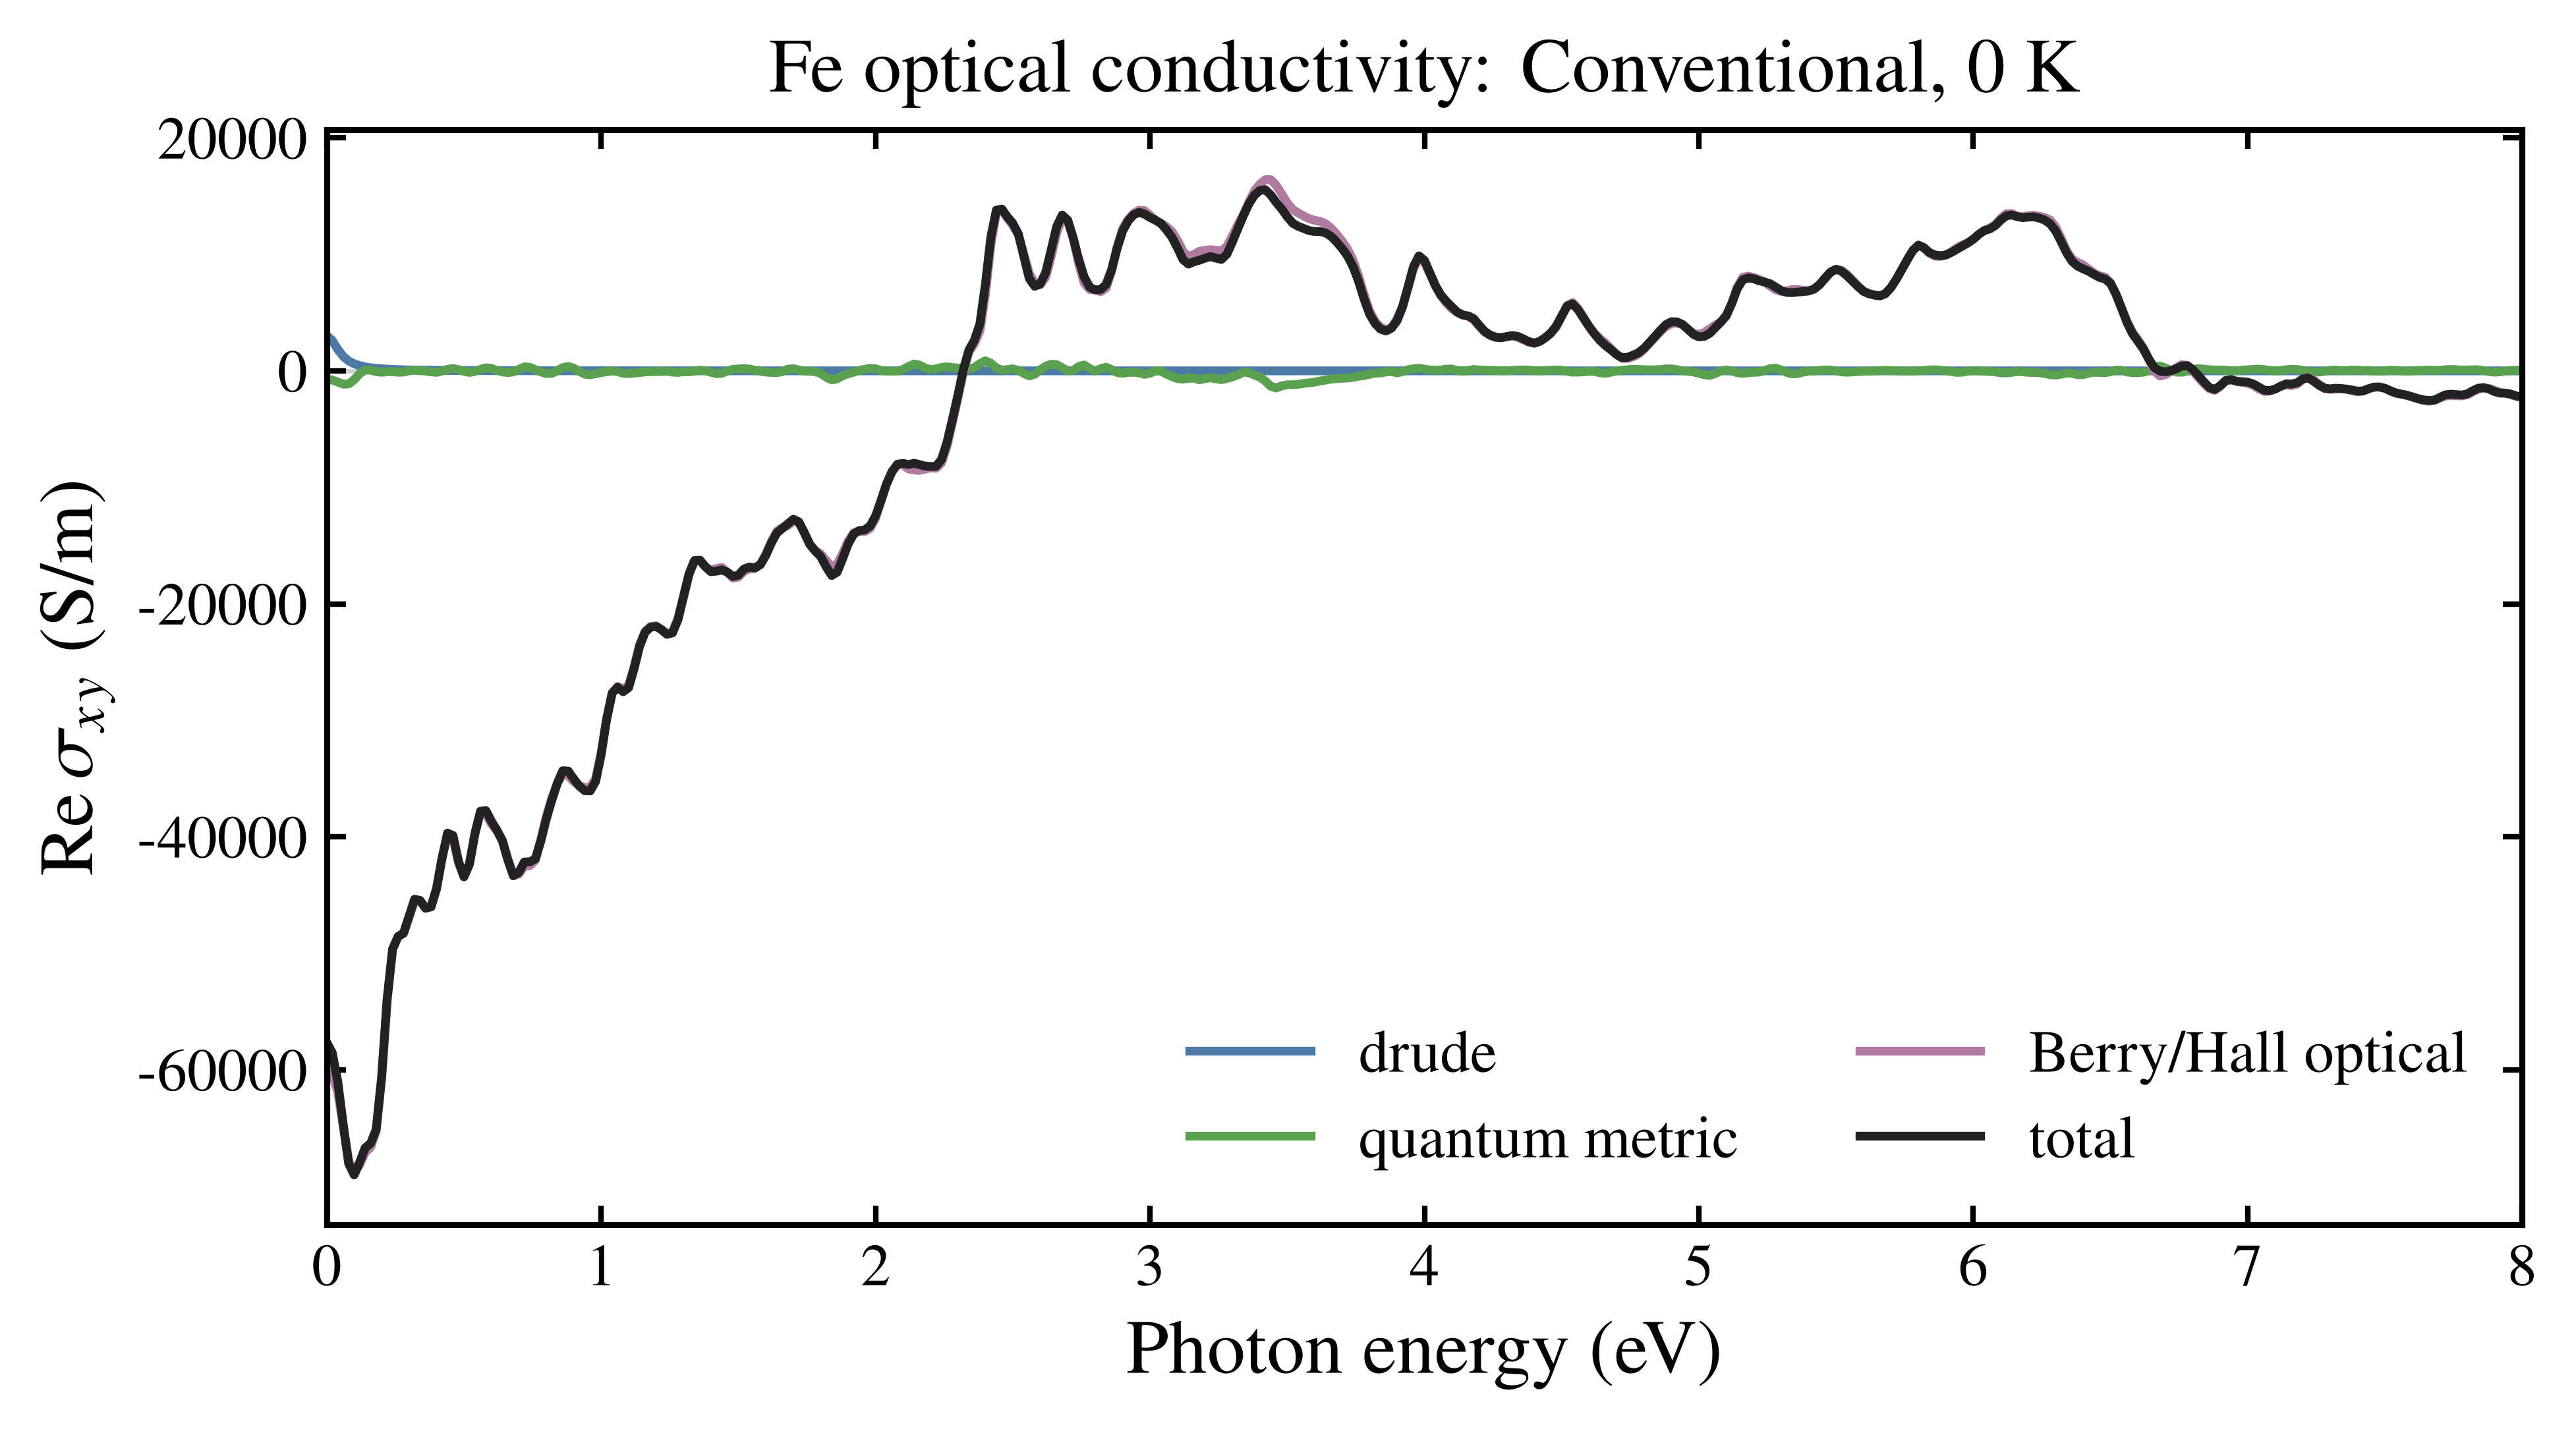 Fe optical conductivity: Conventional, 0 K
20000
0
-20000
-40000
-60000
Re σxy (S/m)
drude
quantum metric
Berry/Hall optical
total
0 1 2 3 4 5 6 7 8
Photon energy (eV)